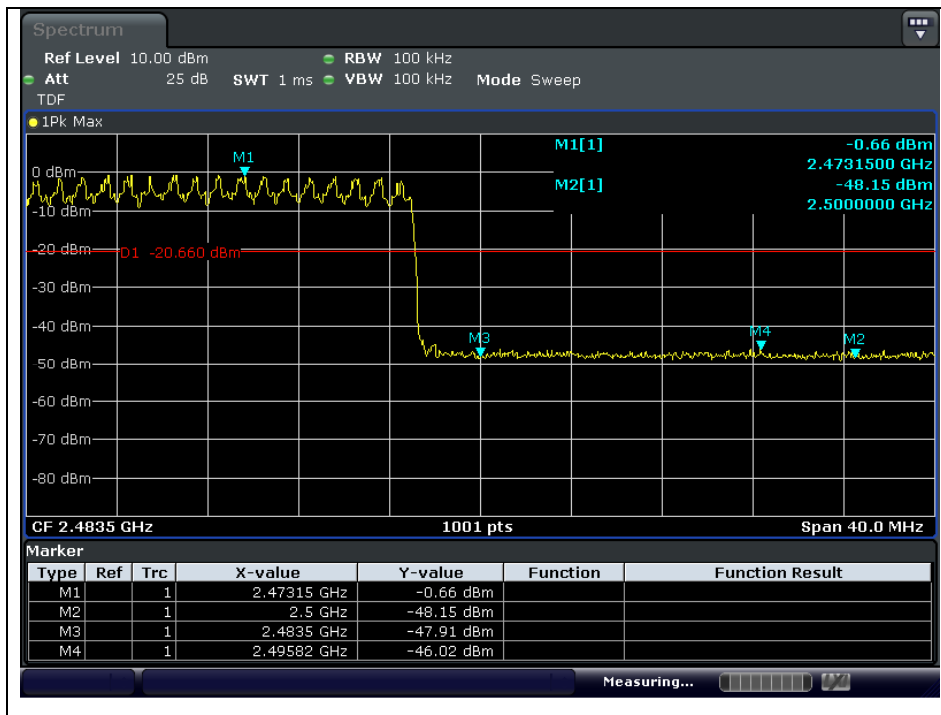 Spectrum
Ref Level 10.00 dBm RBW 100 kHz
Att 25 dB SWT 1 ms VBW 100 kHz Mode Sweep
TDF
1Pk Max
M1[1] -0.66 dBm
2.4731500 GHz
M2[1] -48.15 dBm
2.5000000 GHz
M1
0 dBm
-10 dBm
-20 dBm
D1 -20.660 dBm
-30 dBm
-40 dBm
M3
M4
M2
-50 dBm
-60 dBm
-70 dBm
-80 dBm
CF 2.4835 GHz 1001 pts Span 40.0 MHz
Marker
Type Ref Trc X-value Y-value Function Function Result
M1 1 2.47315 GHz -0.66 dBm
M2 1 2.5 GHz -48.15 dBm
M3 1 2.4835 GHz -47.91 dBm
M4 1 2.49582 GHz -46.02 dBm
Measuring...